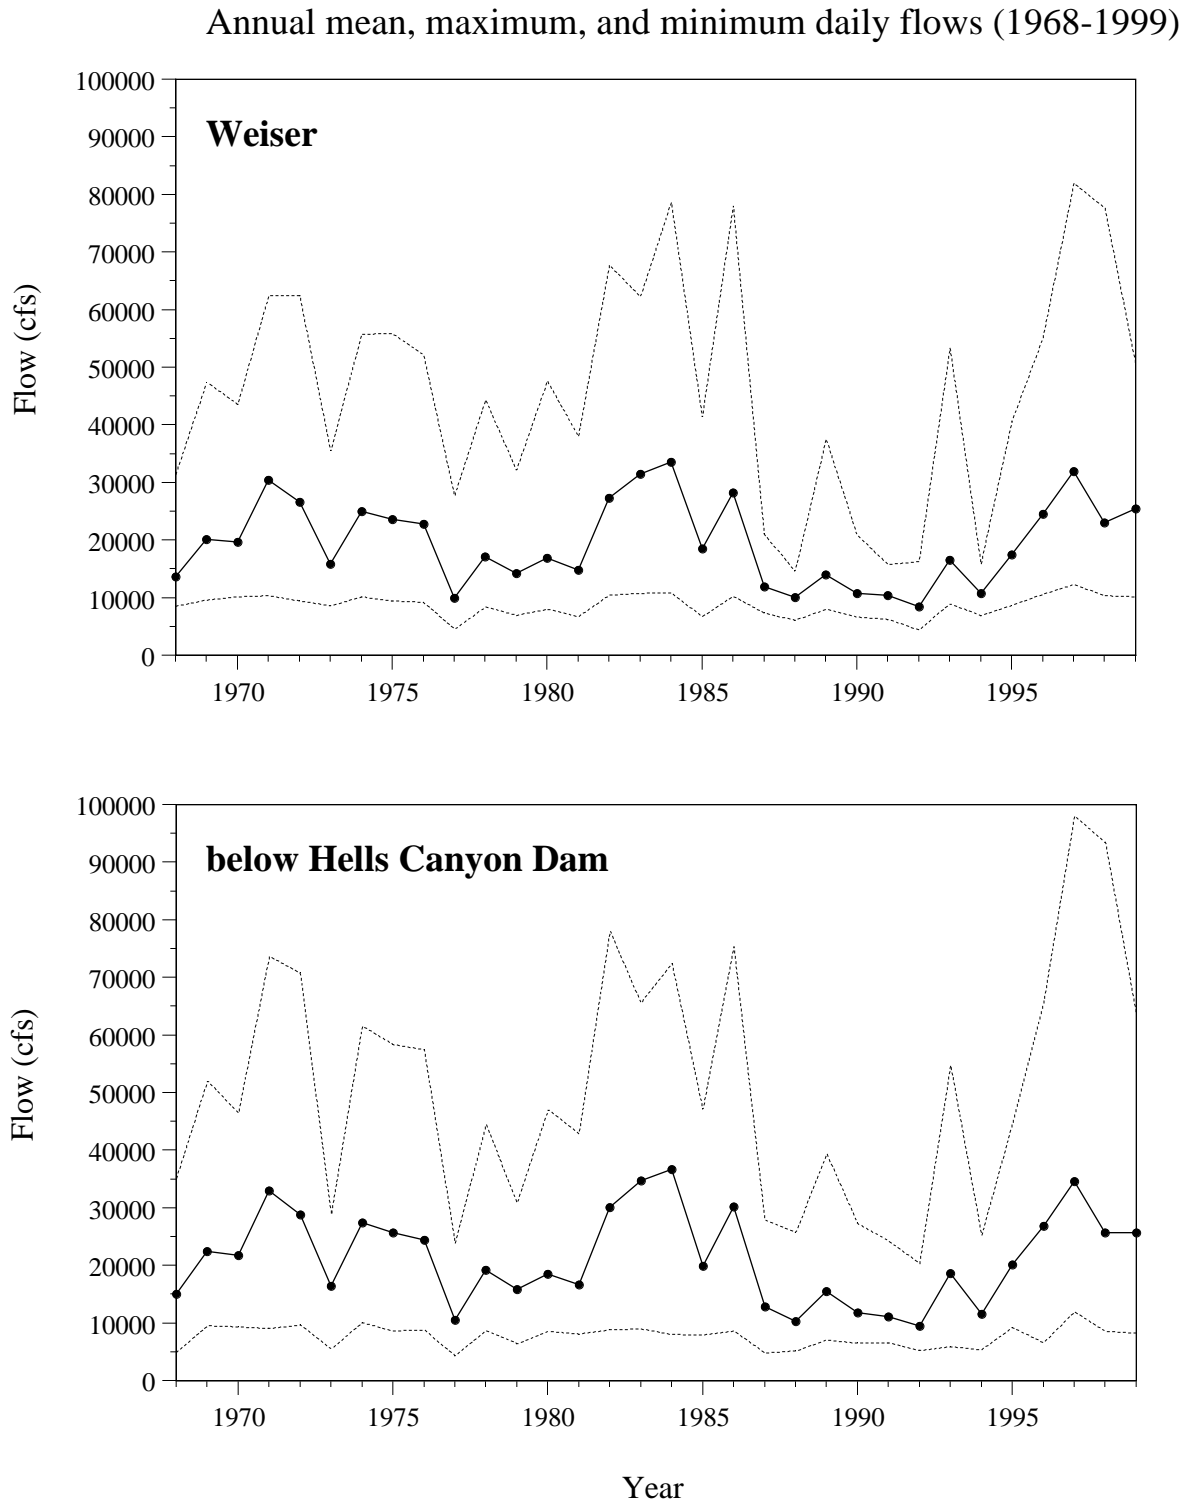 Annual mean, maximum, and minimum daily flows (1968-1999)
100000
90000
80000
70000
60000
50000
40000
30000
20000
10000
0
Flow (cfs)
Weiser
1970 1975 1980 1985 1990 1995
100000
90000
80000
70000
60000
50000
40000
30000
20000
10000
0
Flow (cfs)
below Hells Canyon Dam
1970 1975 1980 1985 1990 1995
Year